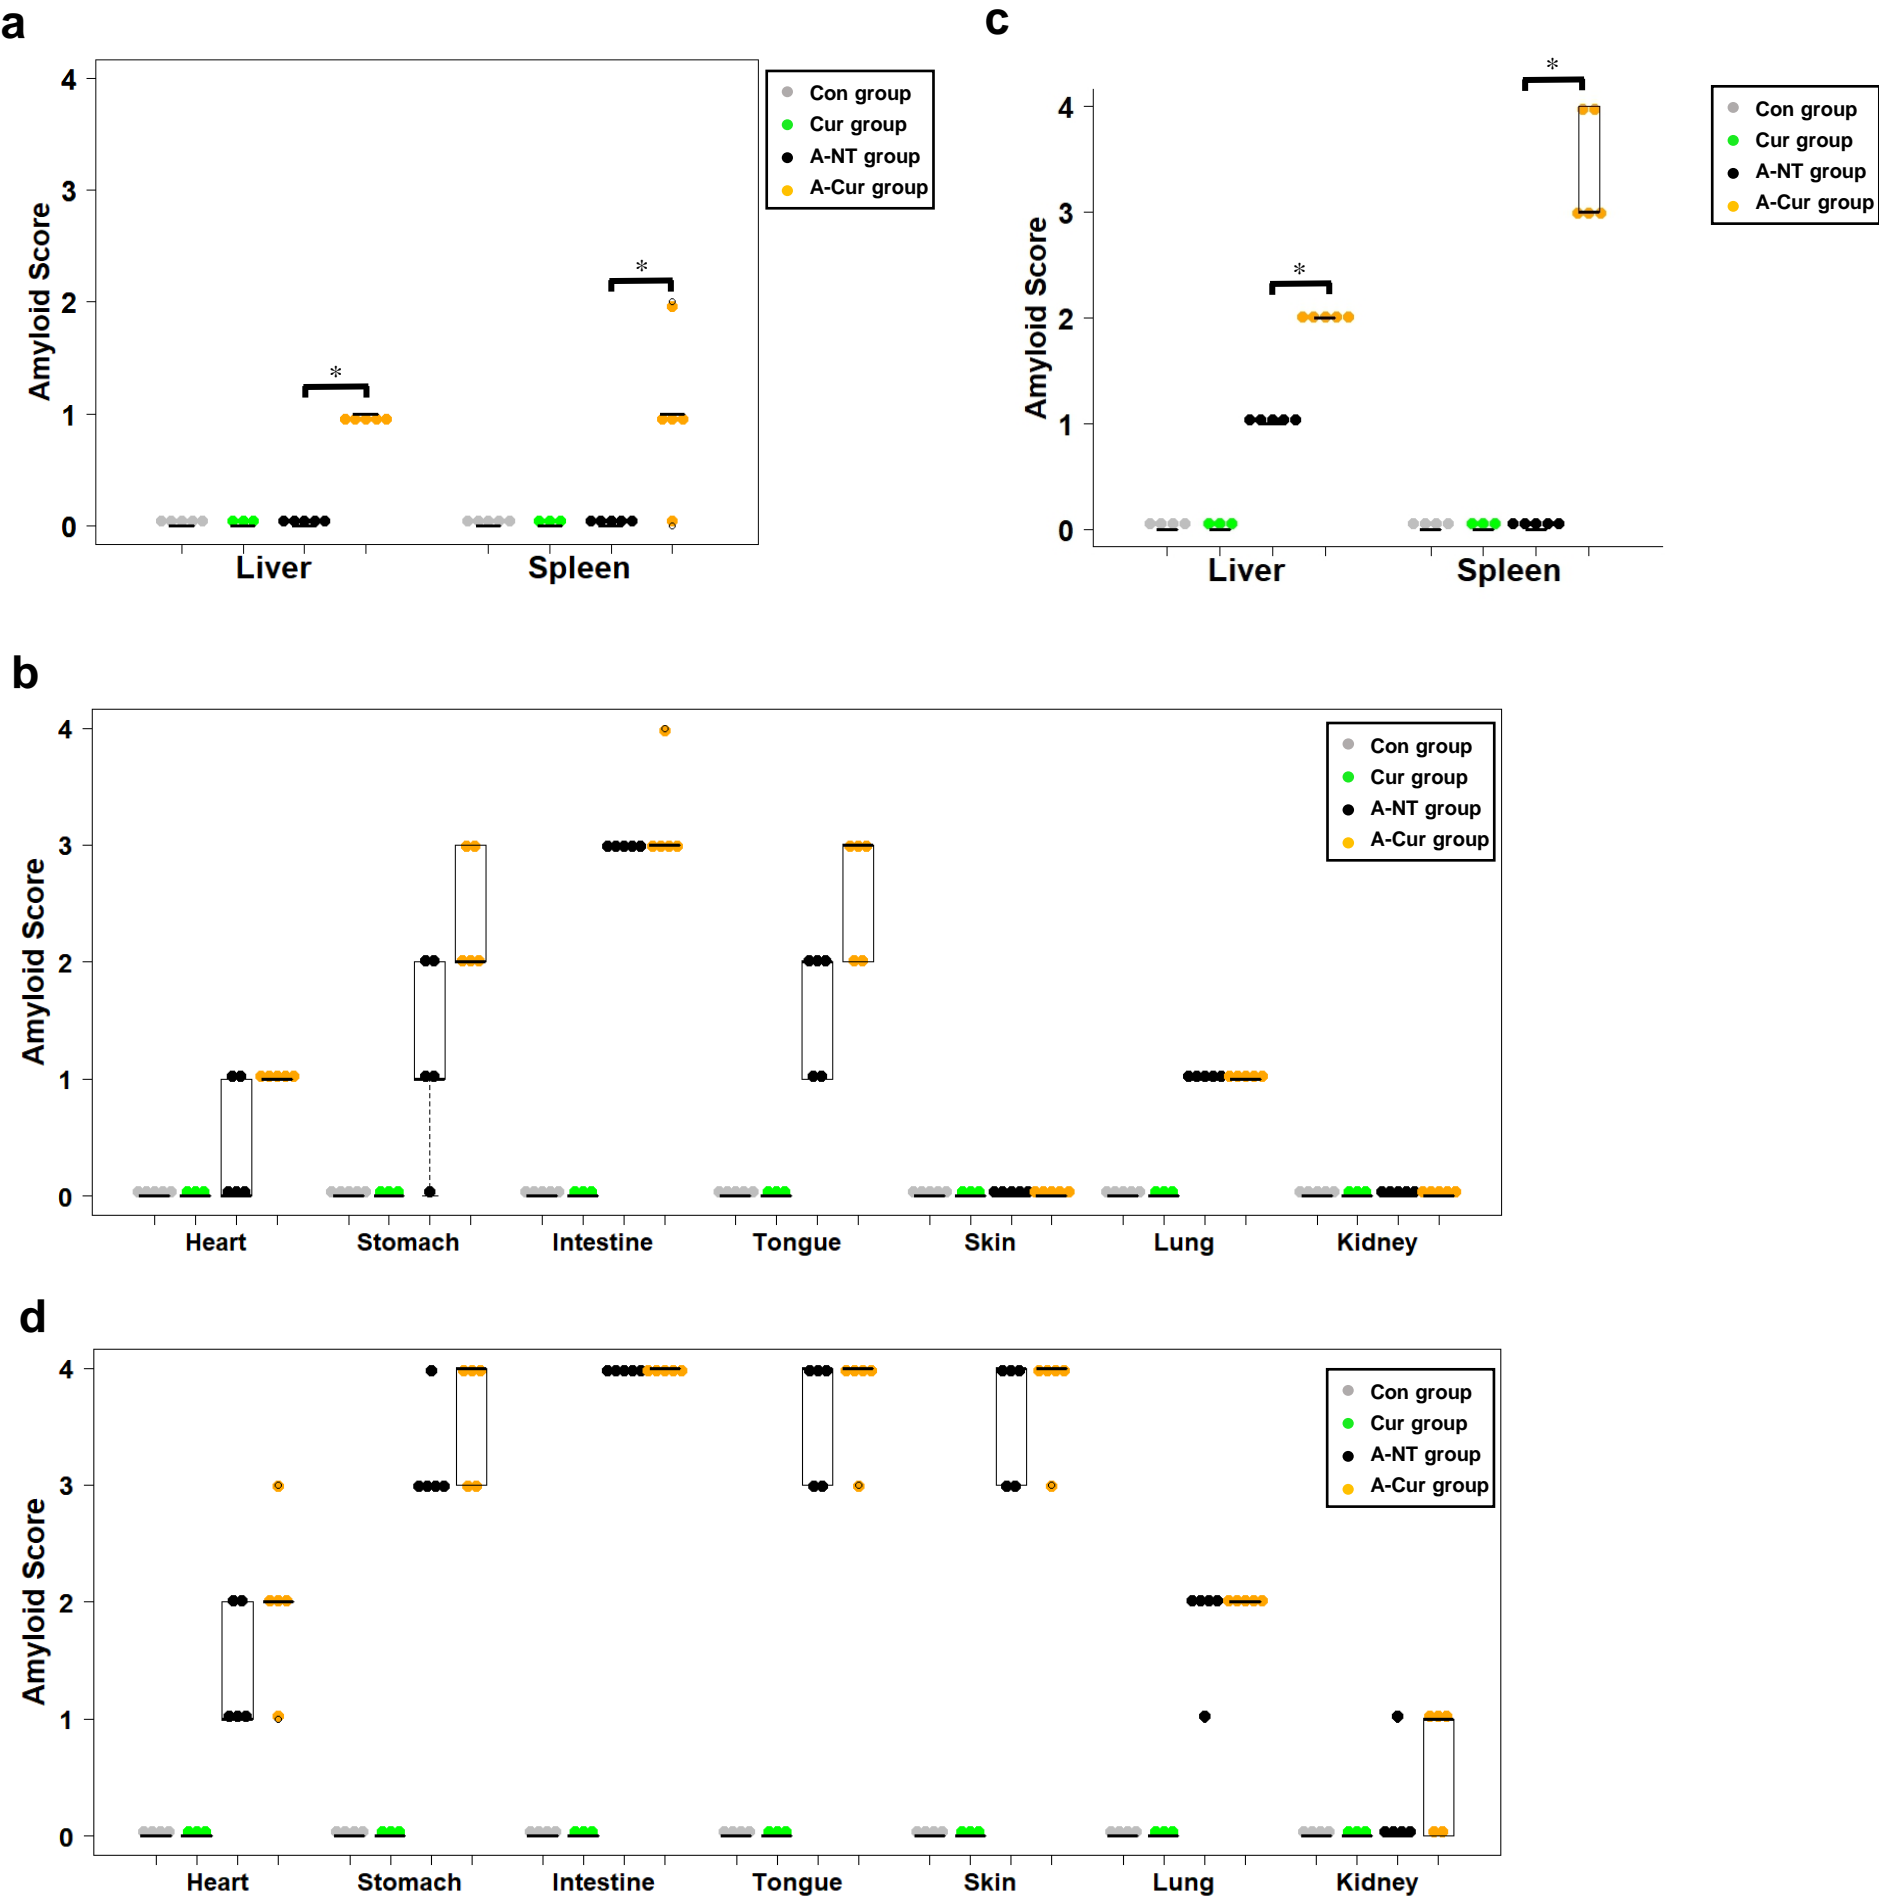 a
4
3
2
1
0
Amyloid Score
*
*
Liver
Spleen
Con group
Cur group
A-NT group
A-Cur group
c
4
3
2
1
0
Amyloid Score
*
*
Liver
Spleen
Con group
Cur group
A-NT group
A-Cur group
b
4
3
2
1
0
Amyloid Score
Con group
Cur group
A-NT group
A-Cur group
Heart
Stomach
Intestine
Tongue
Skin
Lung
Kidney
d
4
3
2
1
0
Amyloid Score
Con group
Cur group
A-NT group
A-Cur group
Heart
Stomach
Intestine
Tongue
Skin
Lung
Kidney